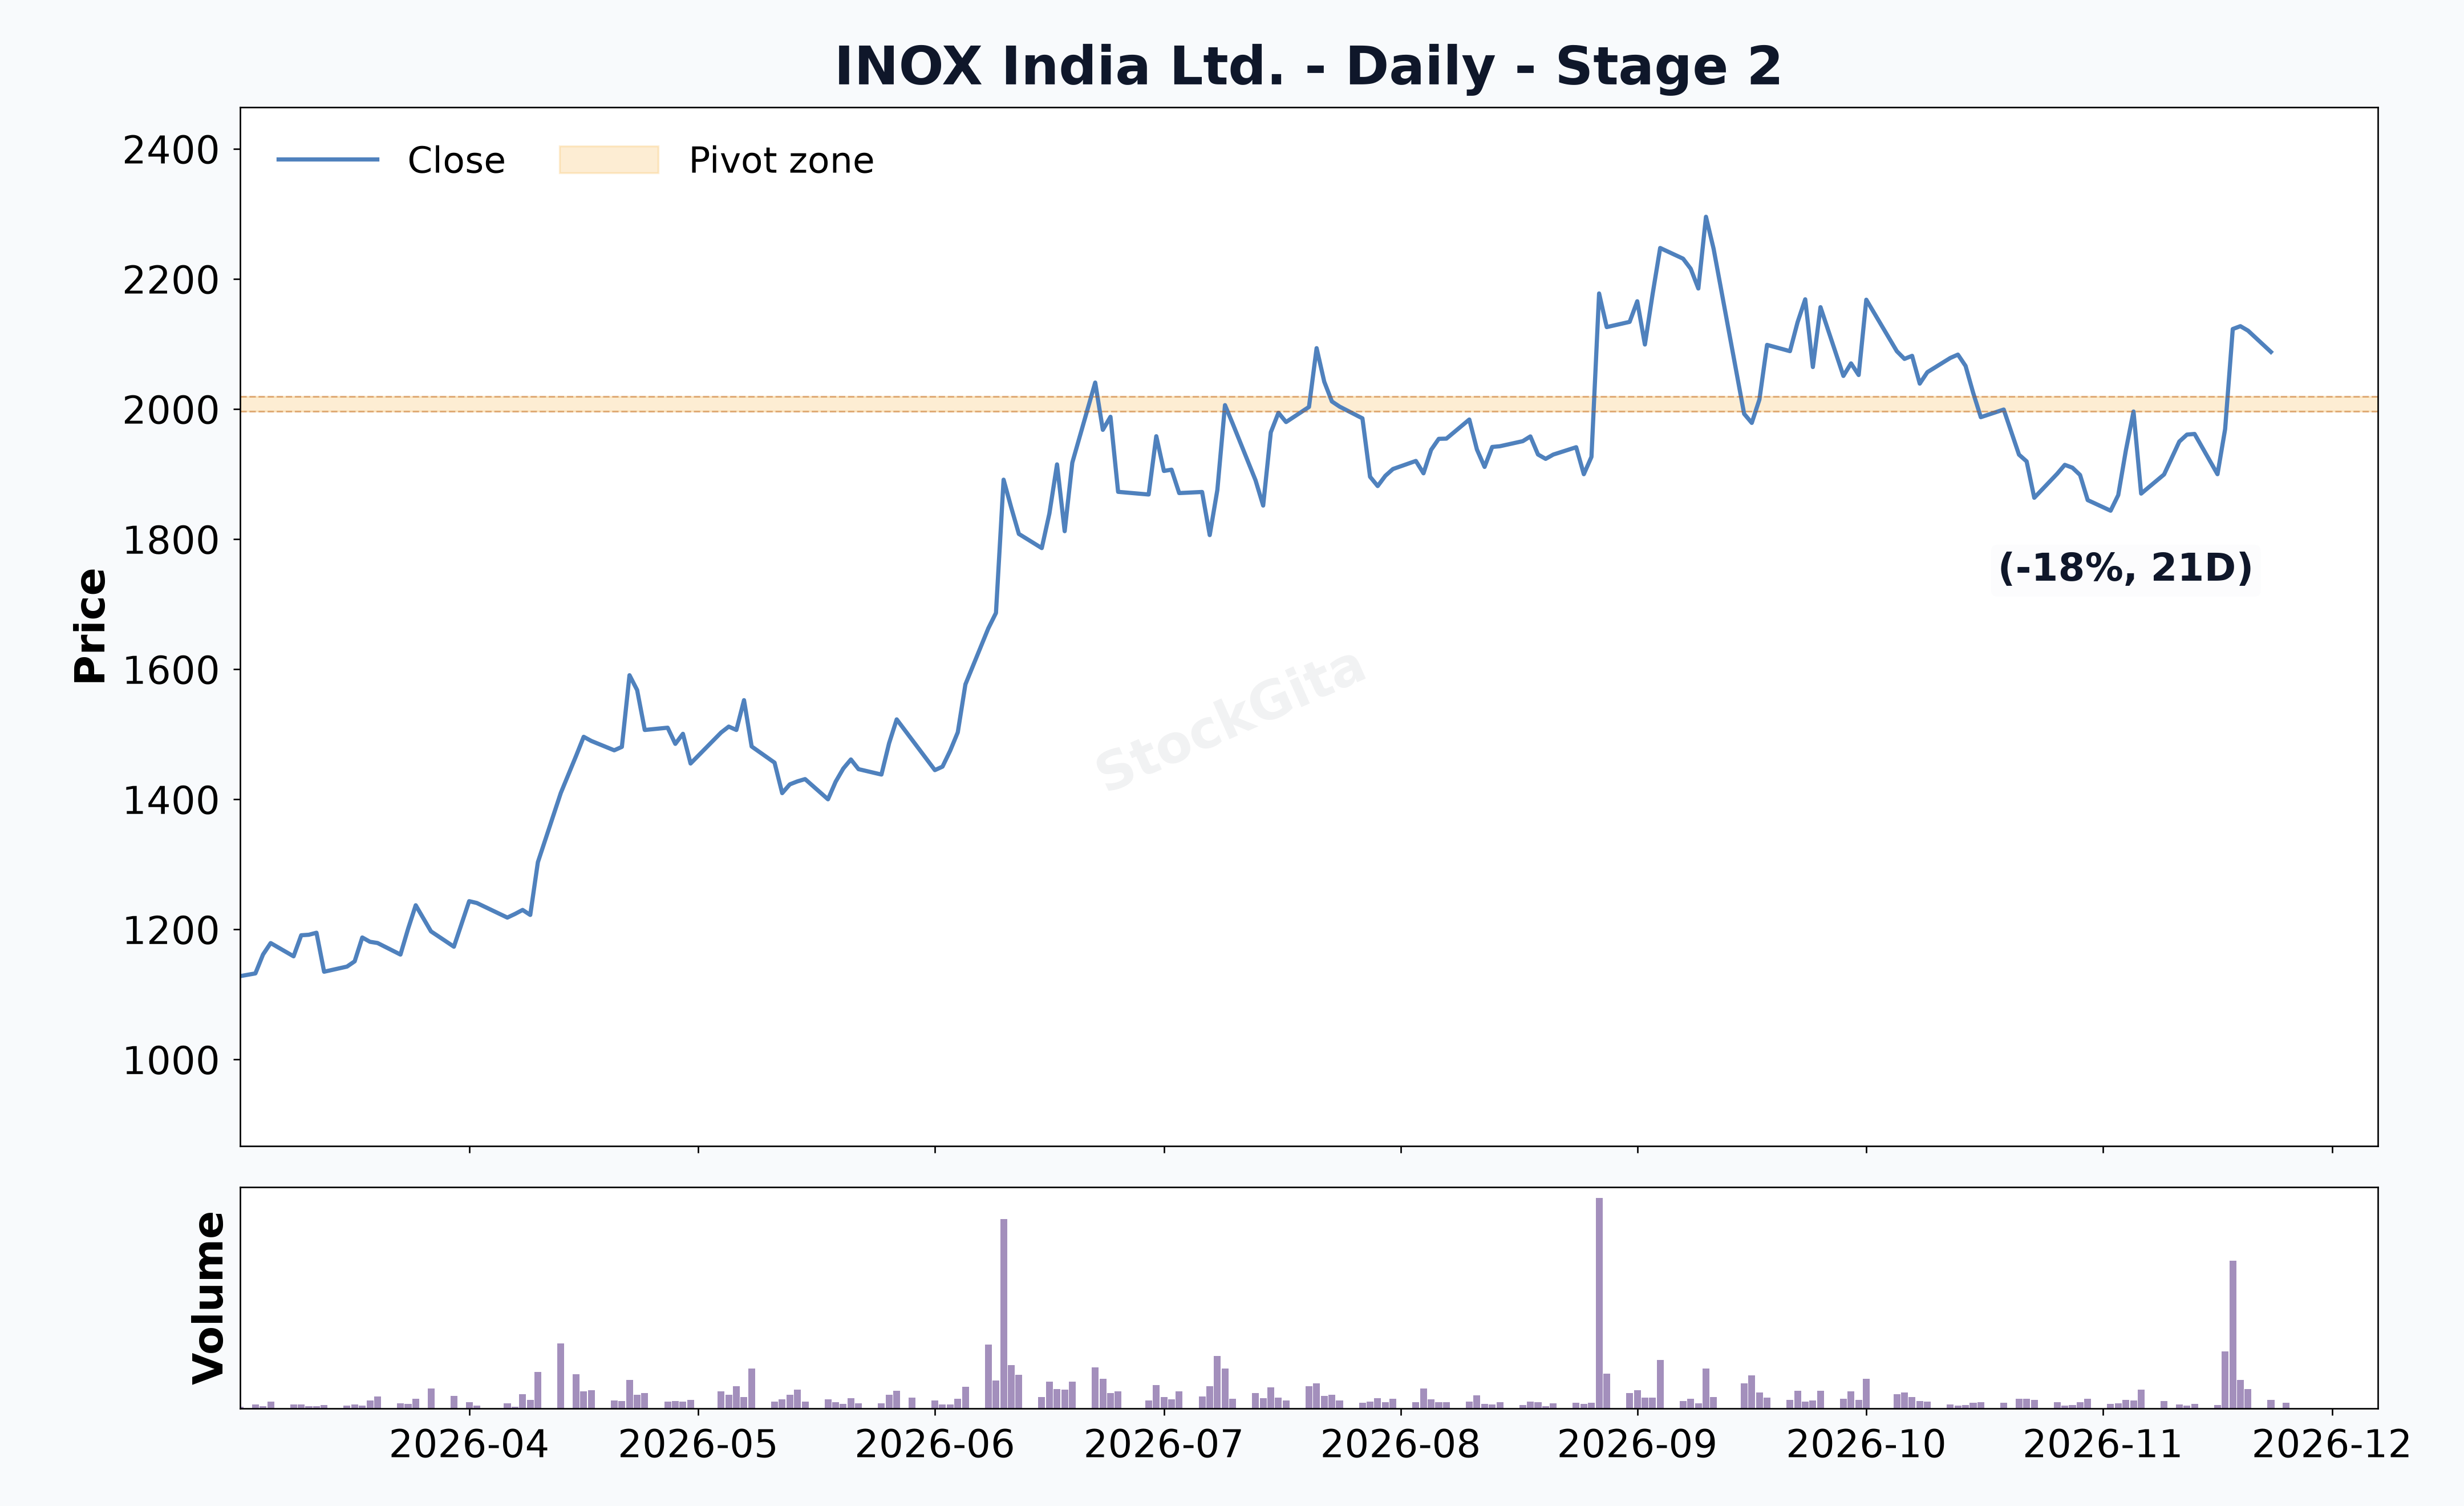 INOX India Ltd. - Daily - Stage 2
Close
Pivot zone
2400
2200
2000
1800
1600
1400
1200
1000
Price
(-18%, 21D)
StockGita
Volume
2026-04
2026-05
2026-06
2026-07
2026-08
2026-09
2026-10
2026-11
2026-12